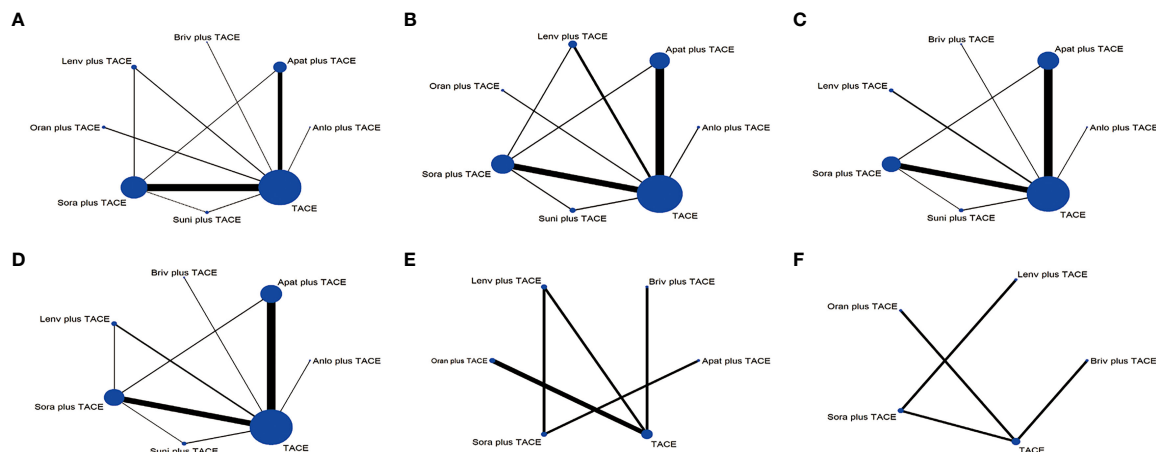 A
Briv plus TACE
Lenv plus TACE
Apat plus TACE
Oran plus TACE
Anlo plus TACE
Sora plus TACE
TACE
Suni plus TACE
B
Lenv plus TACE
Apat plus TACE
Oran plus TACE
Anlo plus TACE
Sora plus TACE
TACE
Suni plus TACE
C
Briv plus TACE
Apat plus TACE
Lenv plus TACE
Anlo plus TACE
Sora plus TACE
TACE
Suni plus TACE
D
Briv plus TACE
Apat plus TACE
Lenv plus TACE
Anlo plus TACE
Sora plus TACE
TACE
Suni plus TACE
E
Lenv plus TACE
Briv plus TACE
Oran plus TACE
Apat plus TACE
Sora plus TACE
TACE
F
Lenv plus TACE
Oran plus TACE
Briv plus TACE
Sora plus TACE
TACE